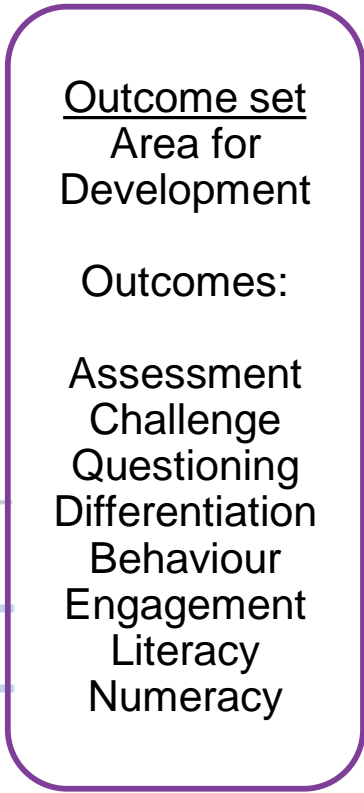 Outcome set
Area for
Development
Outcomes:
Assessment
Challenge
Questioning
Differentiation
Behaviour
Engagement
Literacy
Numeracy